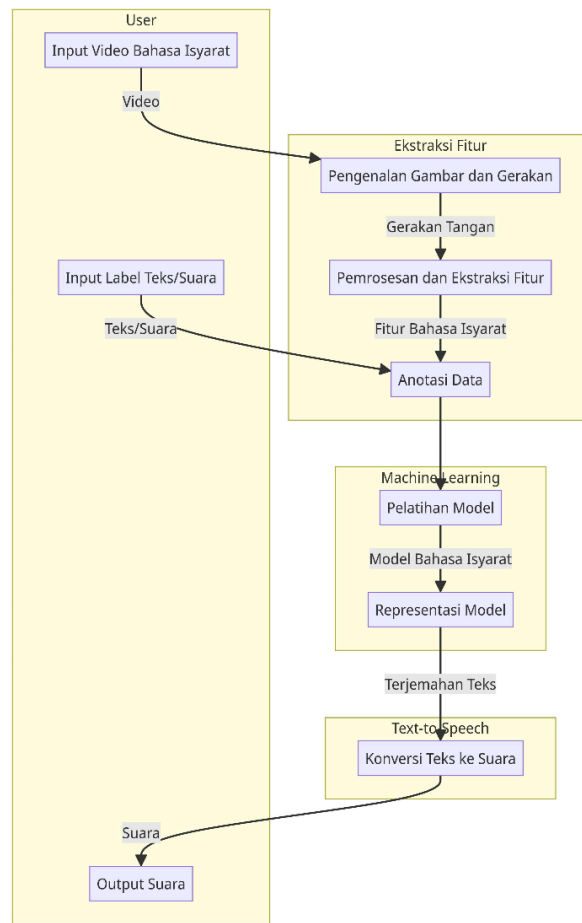 User
Input Video Bahasa Isyarat
Video
Ekstraksi Fitur
Pengenalan Gambar dan Gerakan
Gerakan Tangan
Input Label Teks/Suara
Pemrosesan dan Ekstraksi Fitur
Teks/Suara
Fitur Bahasa Isyarat
Anotasi Data
Machine Learning
Pelatihan Model
Model Bahasa Isyarat
Representasi Model
Terjemahan Teks
Text-to Speech
Konversi Teks ke Suara
Suara
Output Suara